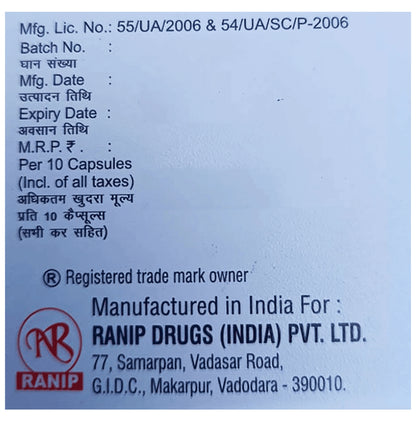 Mfg. Lic. No.: 55/UA/2006 & 54/UA/SC/P-2006
Batch No. :
घान संख्या
Mfg. Date :
उत्पादन तिथि
Expiry Date :
अवसान तिथि
M.R.P. ₹ . :
Per 10 Capsules
(Incl. of all taxes)
अधिकतम खुदरा मूल्य
प्रति 10 कैप्सूल्स
(सभी कर सहित)
® Registered trade mark owner
Manufactured in India For :
RANIP DRUGS (INDIA) PVT. LTD.
77, Samarpan, Vadasar Road,
G.I.D.C., Makarpur, Vadodara - 390010.
NR
RANIP